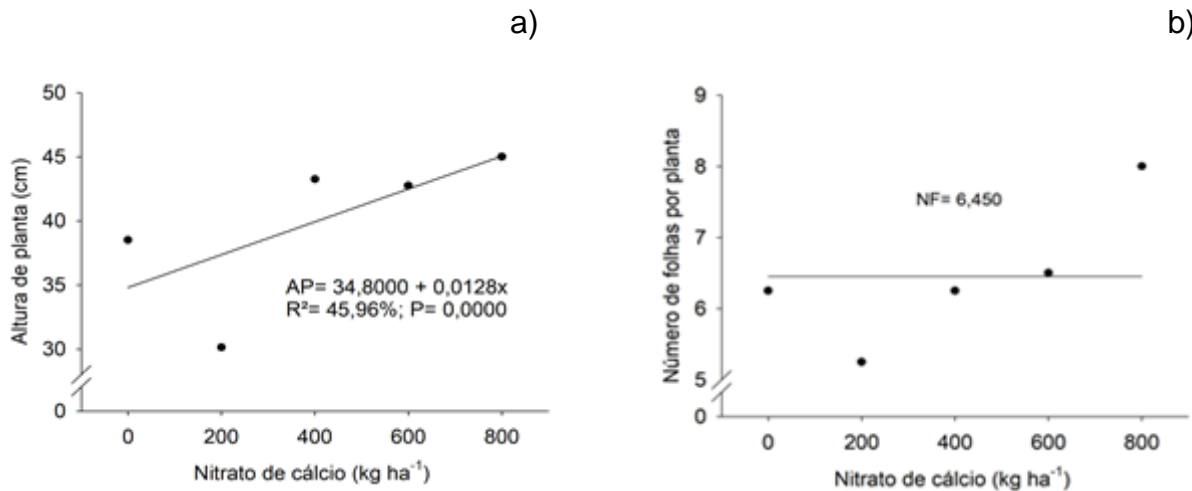 a)
50
45
40
35
30
0
Altura de planta (cm)
AP= 34,8000 + 0,0128x
R²= 45,96%; P= 0,0000
0 200 400 600 800
Nitrato de cálcio (kg ha⁻¹)
b)
9
8
7
6
5
0
Número de folhas por planta
NF= 6,450
0 200 400 600 800
Nitrato de cálcio (kg ha⁻¹)